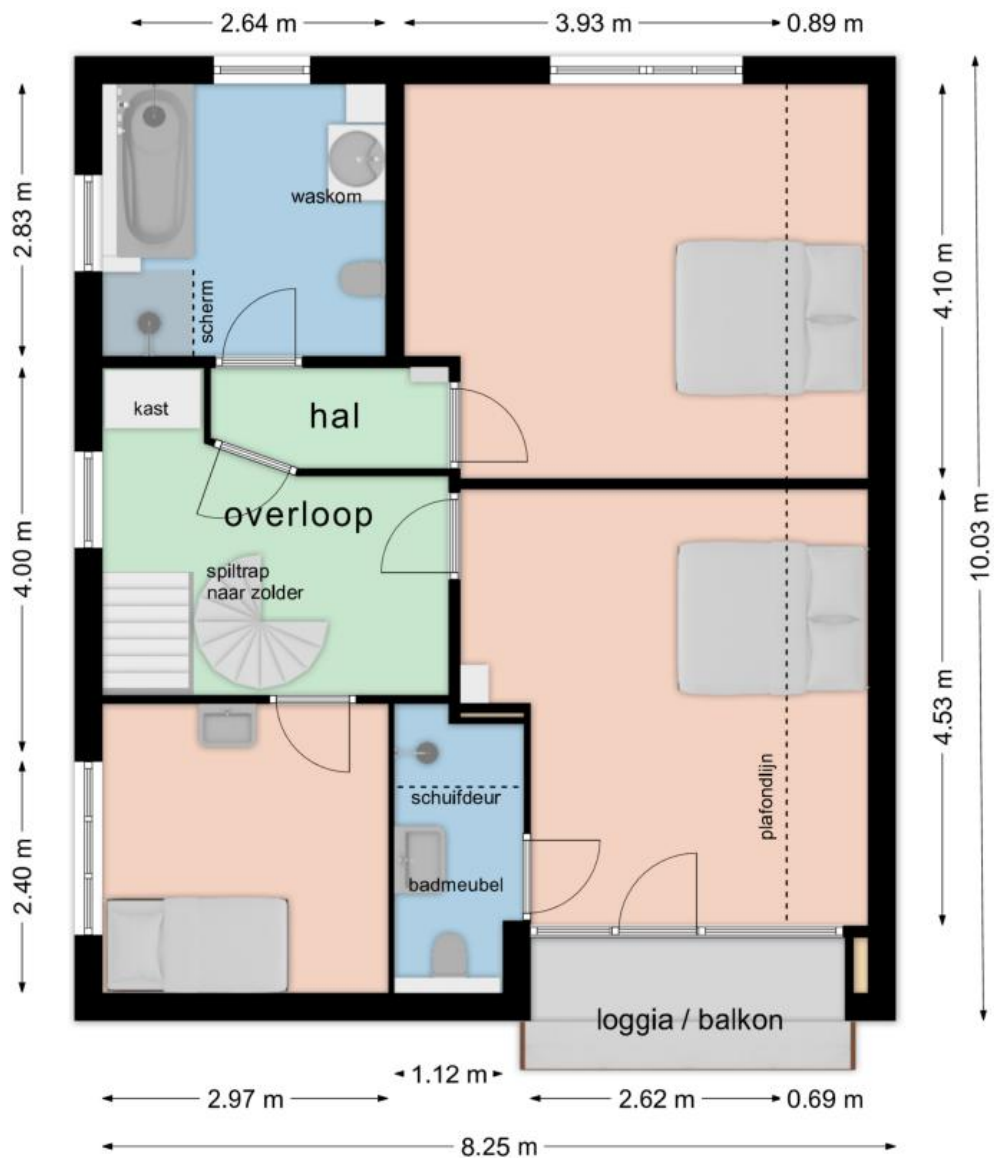 2.64 m
3.93 m
0.89 m
2.83 m
waskom
scherm
4.10 m
kast
hal
4.00 m
overloop
spiltrap
naar zolder
10.03 m
4.53 m
plafondlijn
schuifdeur
badmeubel
2.40 m
loggia / balkon
1.12 m
2.97 m
2.62 m
0.69 m
8.25 m